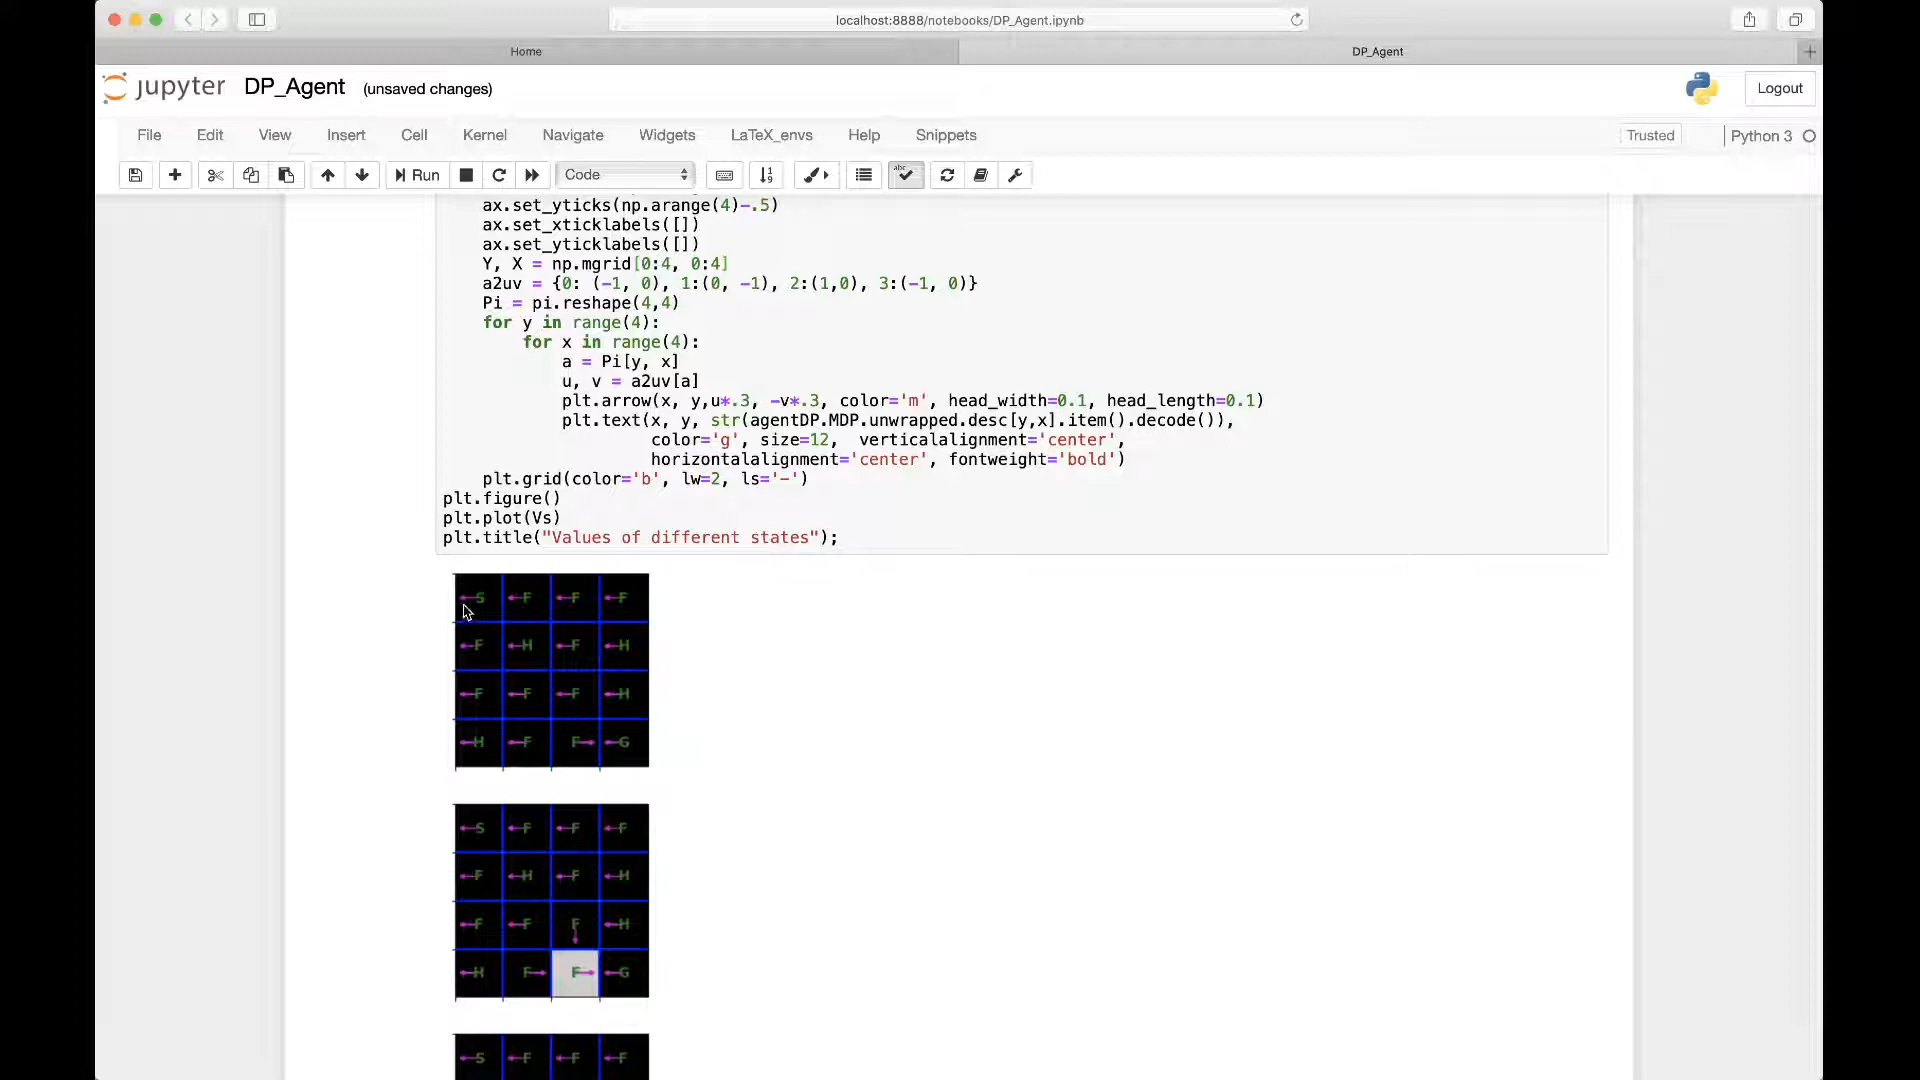 localhost:8888/notebooks/DP_Agent.ipynb
Home
DP_Agent
+
jupyter DP_Agent (unsaved changes)
Logout
File Edit View Insert Cell Kernel Navigate Widgets LaTeX_envs Help Snippets
Trusted
Python 3
Run
Code
abc
ax.set_yticks(np.arange(4)-.5)
ax.set_xticklabels([])
ax.set_yticklabels([])
Y, X = np.mgrid[0:4, 0:4]
a2uv = {0: (-1, 0), 1:(0, -1), 2:(1,0), 3:(-1, 0)}
Pi = pi.reshape(4,4)
for y in range(4):
for x in range(4):
a = Pi[y, x]
u, v = a2uv[a]
plt.arrow(x, y,u*.3, -v*.3, color='m', head_width=0.1, head_length=0.1)
plt.text(x, y, str(agentDP.MDP.unwrapped.desc[y,x].item().decode()),
color='g', size=12,  verticalalignment='center',
horizontalalignment='center', fontweight='bold')
plt.grid(color='b', lw=2, ls='-')
plt.figure()
plt.plot(Vs)
plt.title("Values of different states");
S F F F
F H F H
F F F H
H F F G
S F F F
F H F H
F F F H
H F F G
S F F F